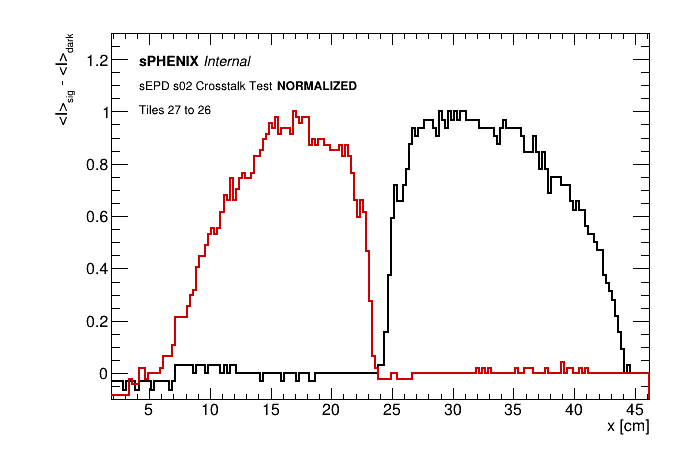 <I>sig - <I>dark
1.2
sPHENIX Internal
sEPD s02 Crosstalk Test NORMALIZED
Tiles 27 to 26
1
0.8
0.6
0.4
0.2
0
5 10 15 20 25 30 35 40 45
x [cm]